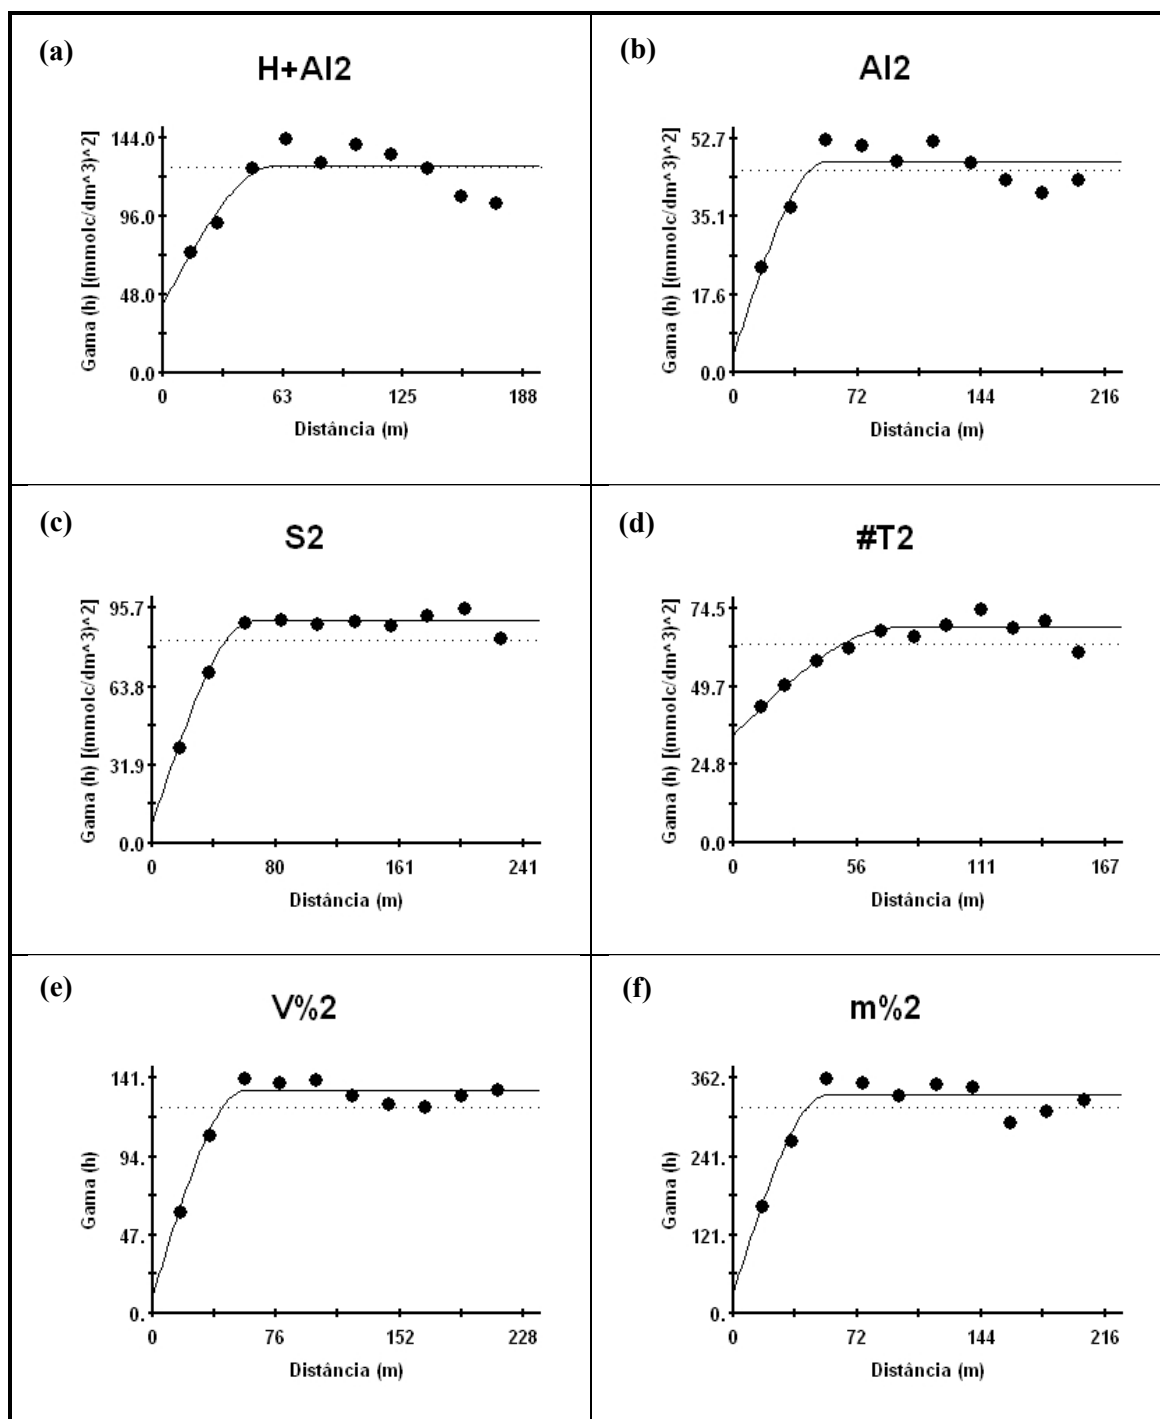 (a)
H+Al2
Gama (h) [(mmolc/dm^3)^2]
144.0
96.0
48.0
0.0
0 63 125 188
Distância (m)
(b)
Al2
Gama (h) [(mmolc/dm^3)^2]
52.7
35.1
17.6
0.0
0 72 144 216
Distância (m)
(c)
S2
Gama (h) [(mmolc/dm^3)^2]
95.7
63.8
31.9
0.0
0 80 161 241
Distância (m)
(d)
#T2
Gama (h) [(mmolc/dm^3)^2]
74.5
49.7
24.8
0.0
0 56 111 167
Distância (m)
(e)
V%2
Gama (h)
141.
94.
47.
0.
0 76 152 228
Distância (m)
(f)
m%2
Gama (h)
362.
241.
121.
0.
0 72 144 216
Distância (m)